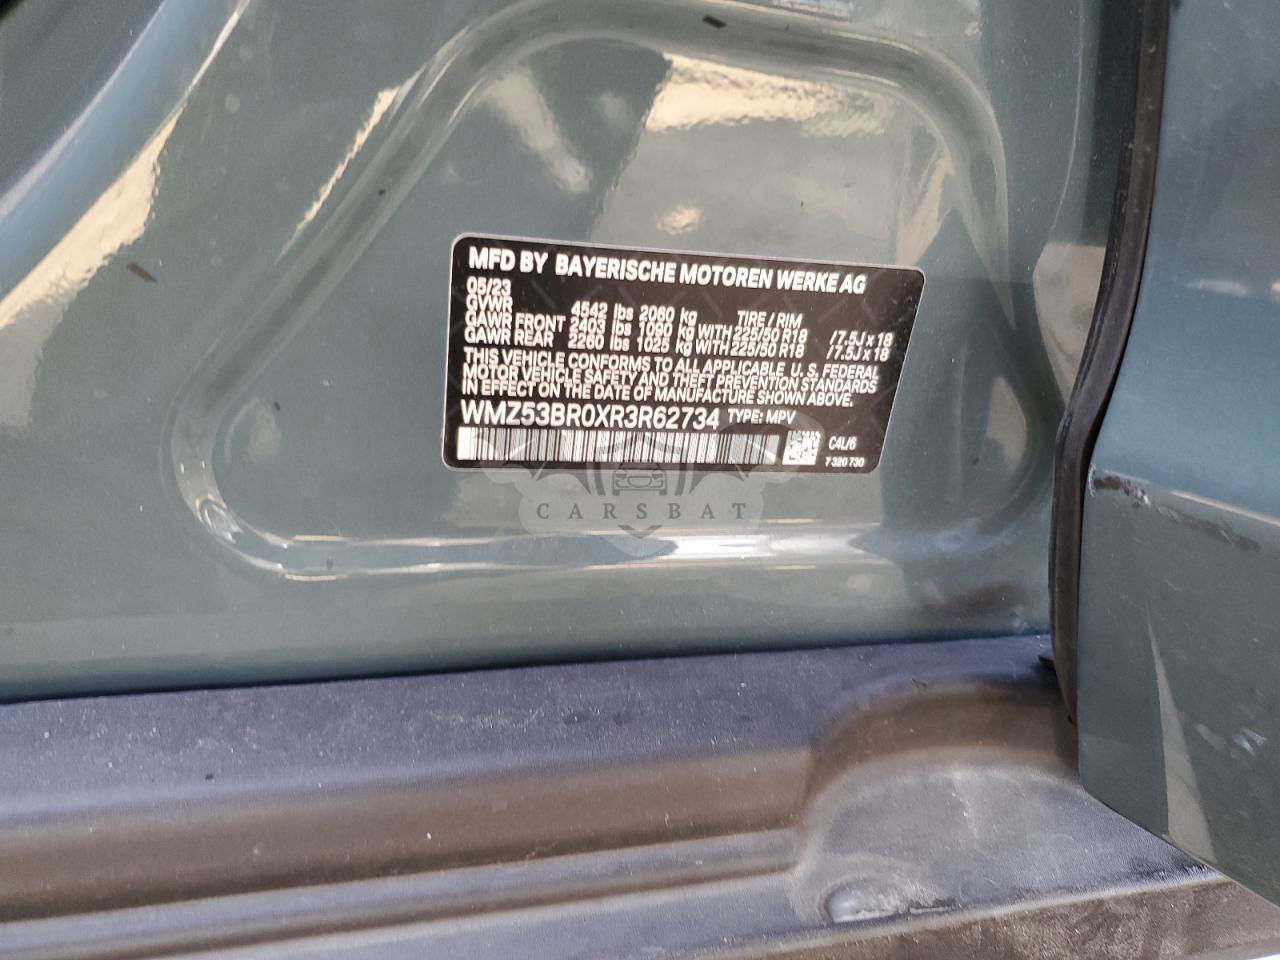 MFD BY BAYERISCHE MOTOREN WERKE AG
05/23
GVWR 4542 lbs 2060 kg TIRE / RIM
GAWR FRONT 2403 lbs 1090 kg WITH 225/50 R18 /7.5J x 18
GAWR REAR 2260 lbs 1025 kg WITH 225/50 R18 /7.5J x 18
THIS VEHICLE CONFORMS TO ALL APPLICABLE U. S. FEDERAL
MOTOR VEHICLE SAFETY AND THEFT PREVENTION STANDARDS
IN EFFECT ON THE DATE OF MANUFACTURE SHOWN ABOVE.
WMZ53BR0XR3R62734 TYPE: MPV
C4L/6
7 320 730
CARSBAT